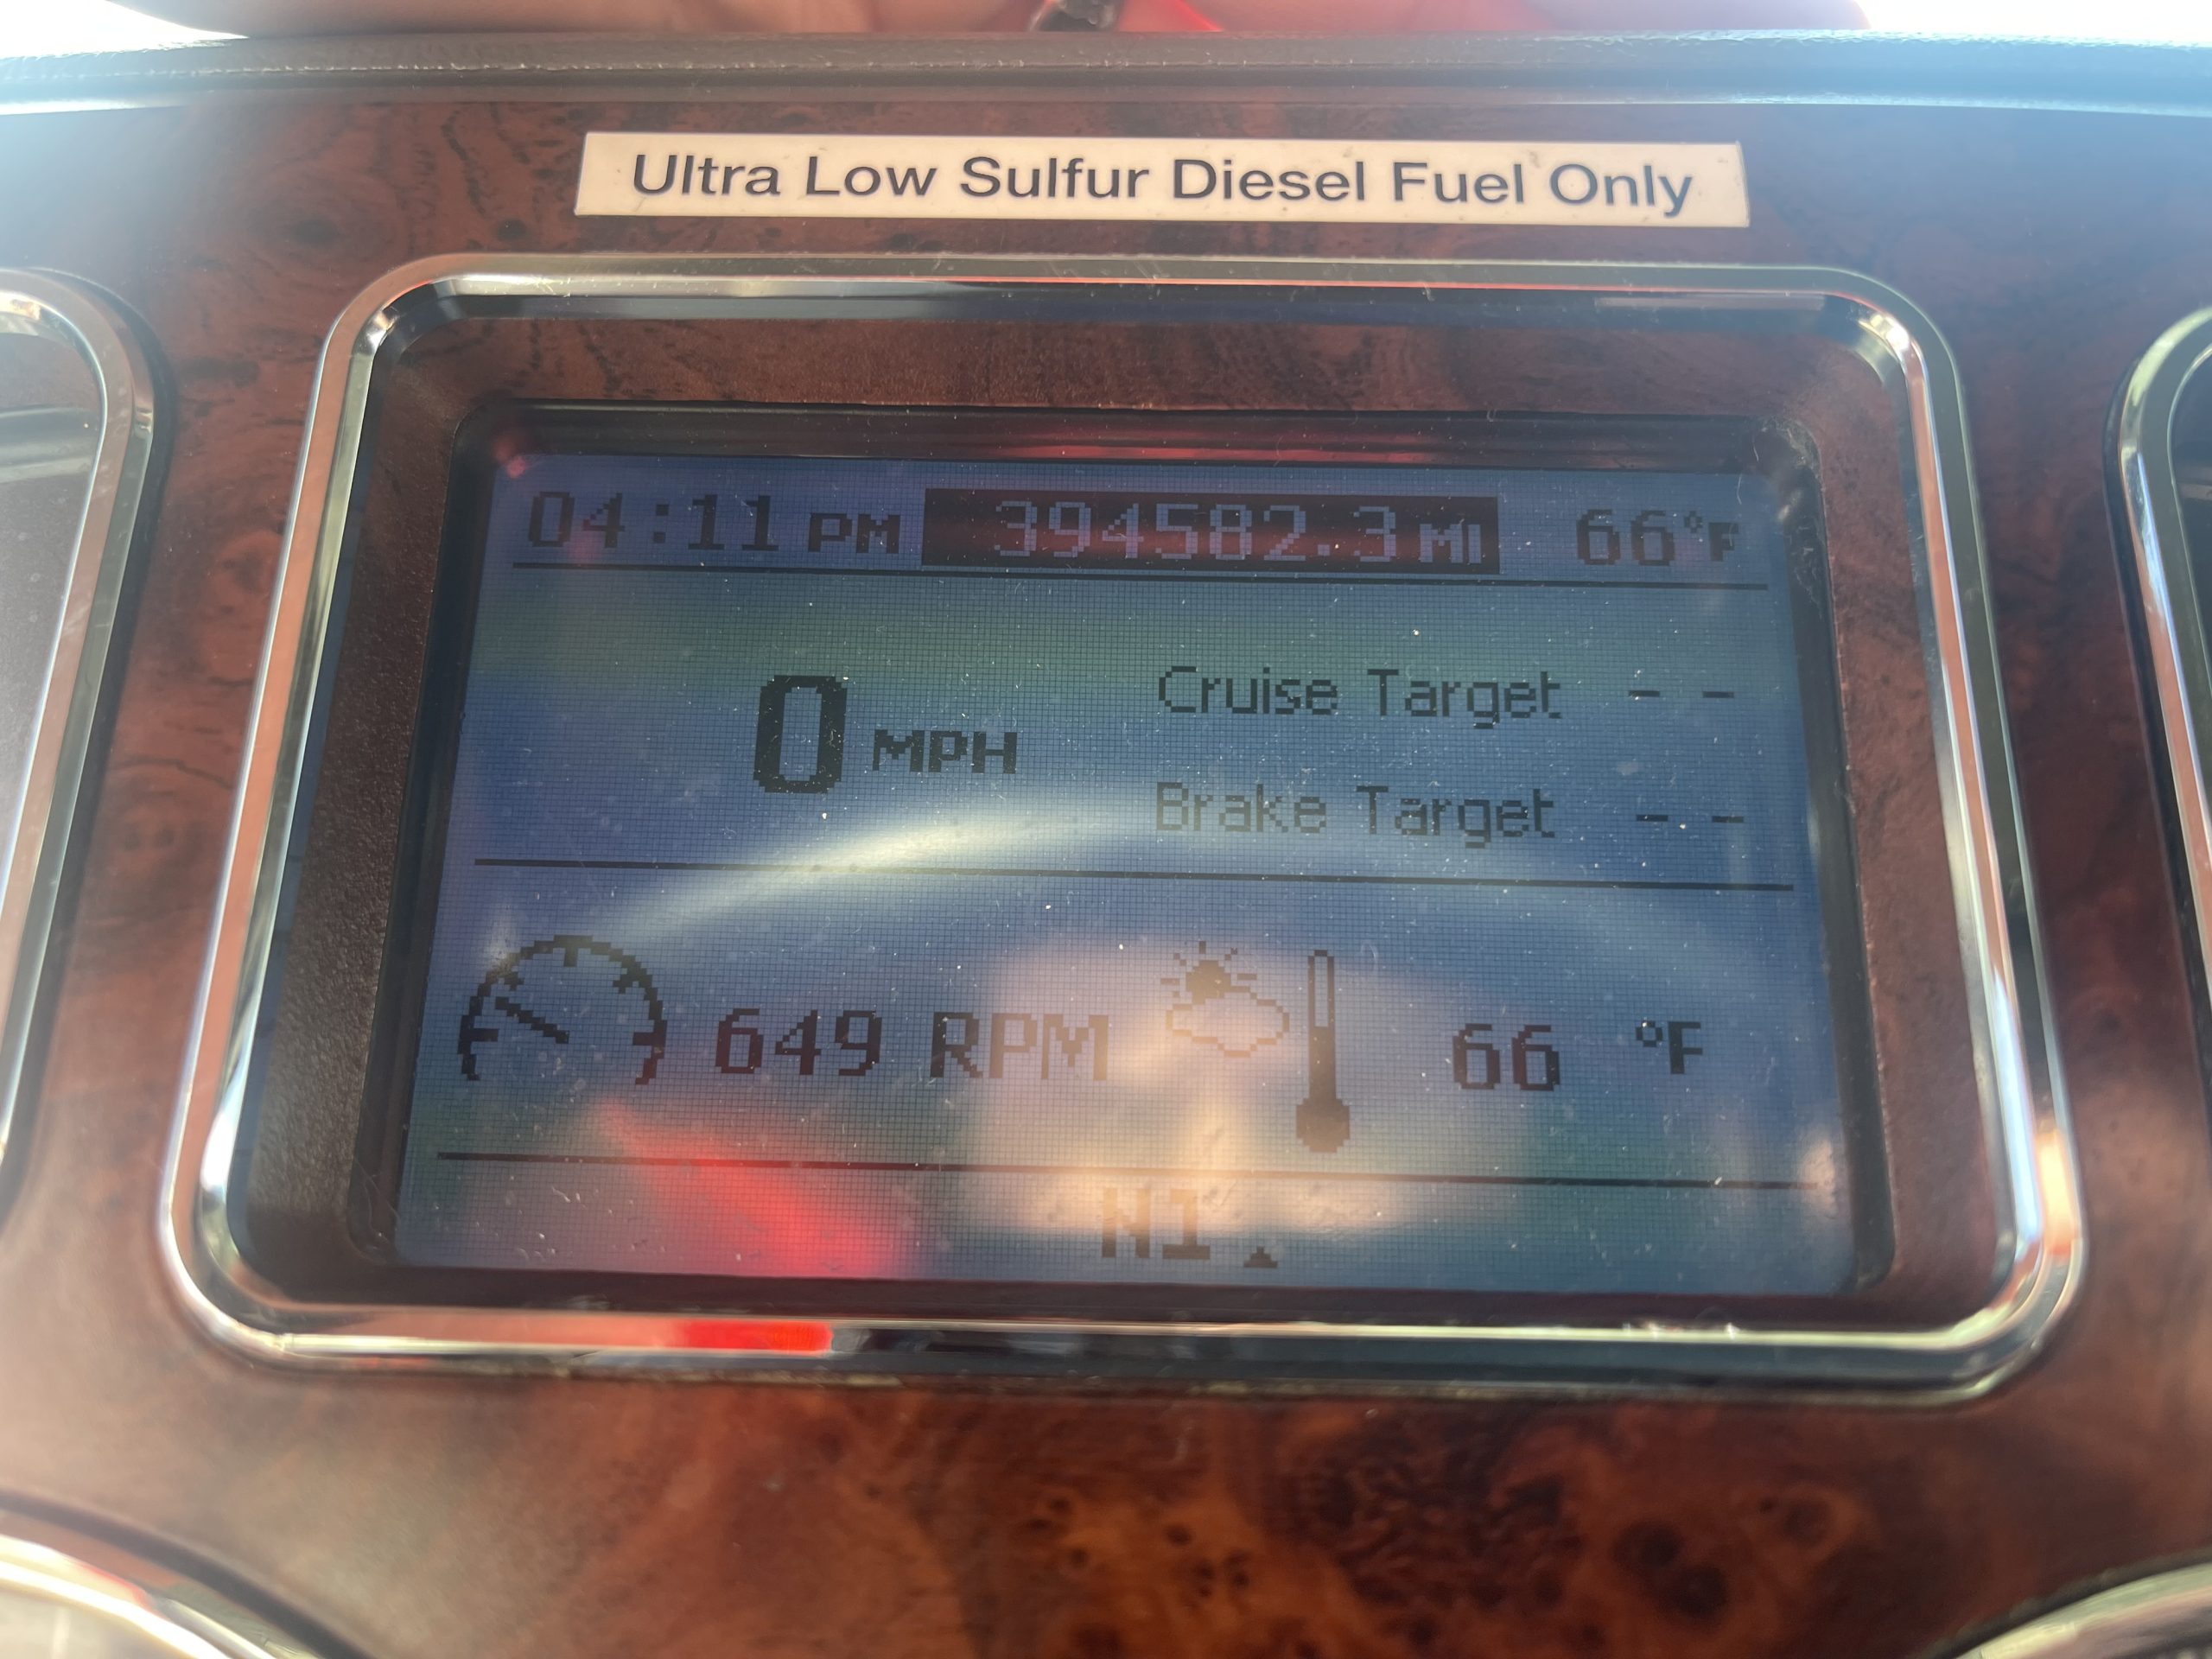 Ultra Low Sulfur Diesel Fuel Only
04:11 PM 394582.3 MI 66°F
0 MPH
Cruise Target - -
Brake Target - -
649 RPM 66 °F
N1